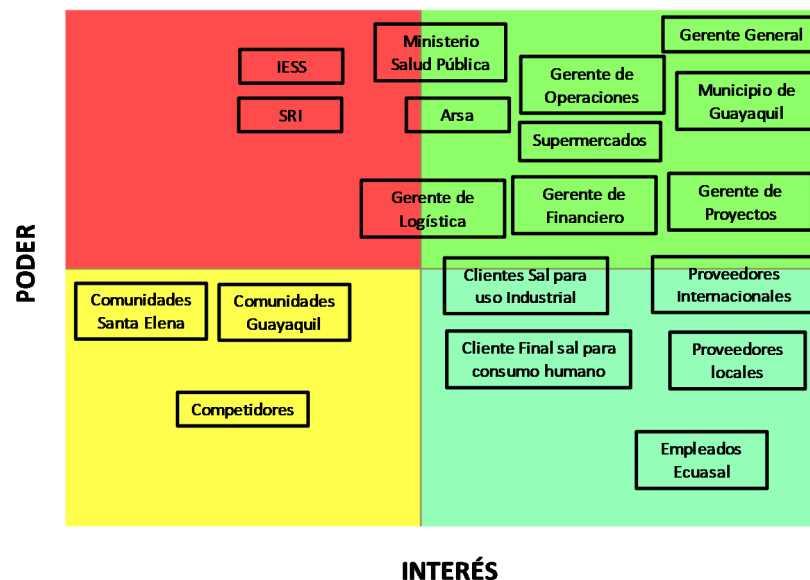 Gerente General
Ministerio
Salud Pública
IESS
Gerente de
Operaciones
Municipio de
Guayaquil
SRI
Arsa
Supermercados
Gerente de
Logística
Gerente de
Financiero
Gerente de
Proyectos
PODER
Clientes Sal para
uso Industrial
Proveedores
Internacionales
Comunidades
Santa Elena
Comunidades
Guayaquil
Cliente Final sal para
consumo humano
Proveedores
locales
Competidores
Empleados
Ecuasal
INTERÉS